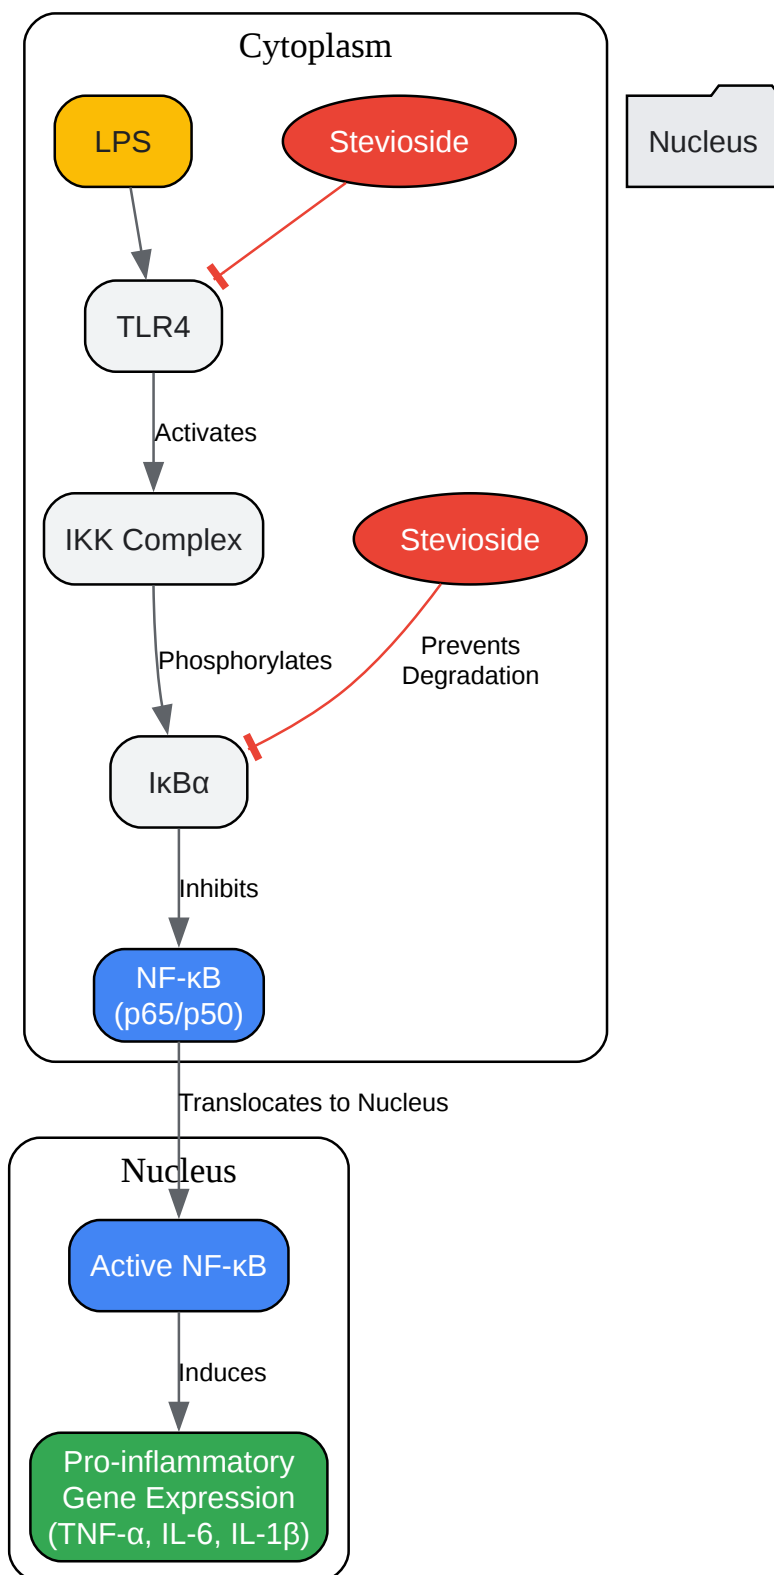 Cytoplasm
LPS
Stevioside
Nucleus
TLR4
Activates
IKK Complex
Stevioside
Phosphorylates
Prevents
Degradation
IκBα
Inhibits
NF-κB
(p65/p50)
Translocates to Nucleus
Nucleus
Active NF-κB
Induces
Pro-inflammatory
Gene Expression
(TNF-α, IL-6, IL-1β)